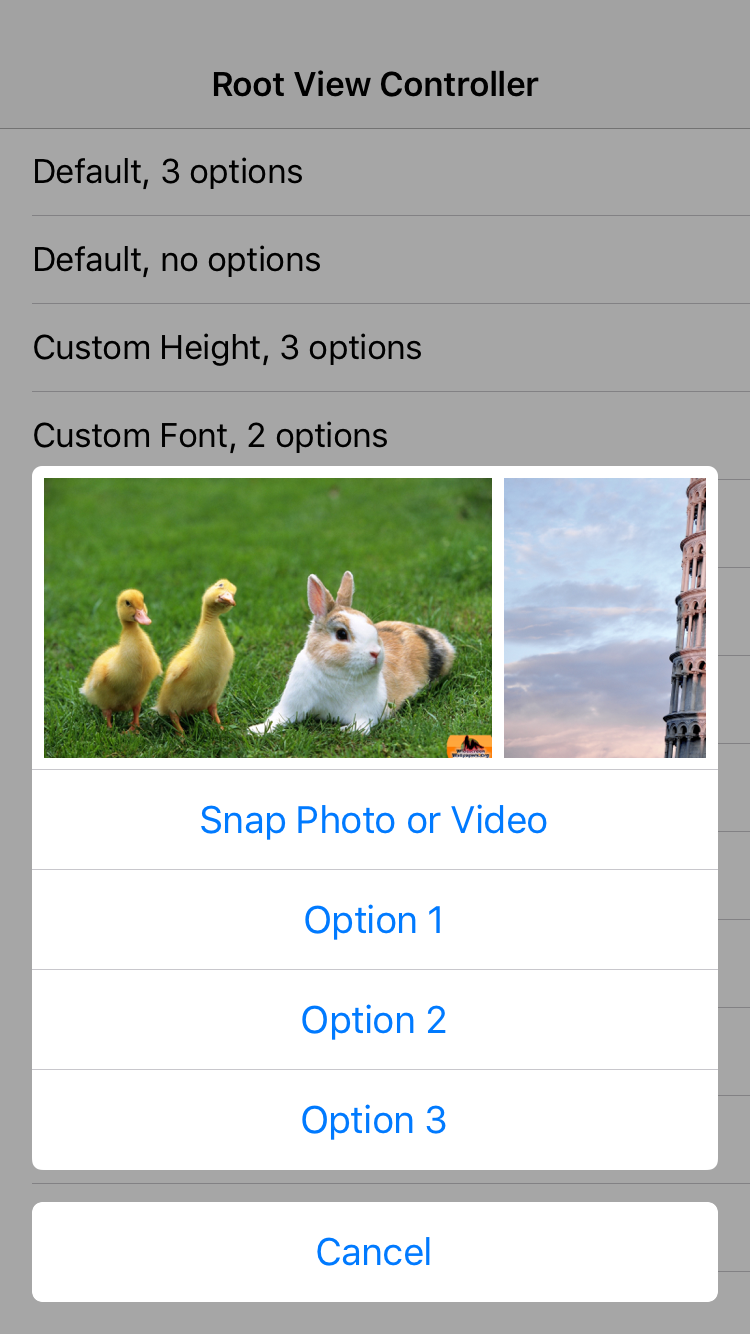 Root View Controller
Default, 3 options
Default, no options
Custom Height, 3 options
Custom Font, 2 options
Snap Photo or Video
Option 1
Option 2
Option 3
Cancel